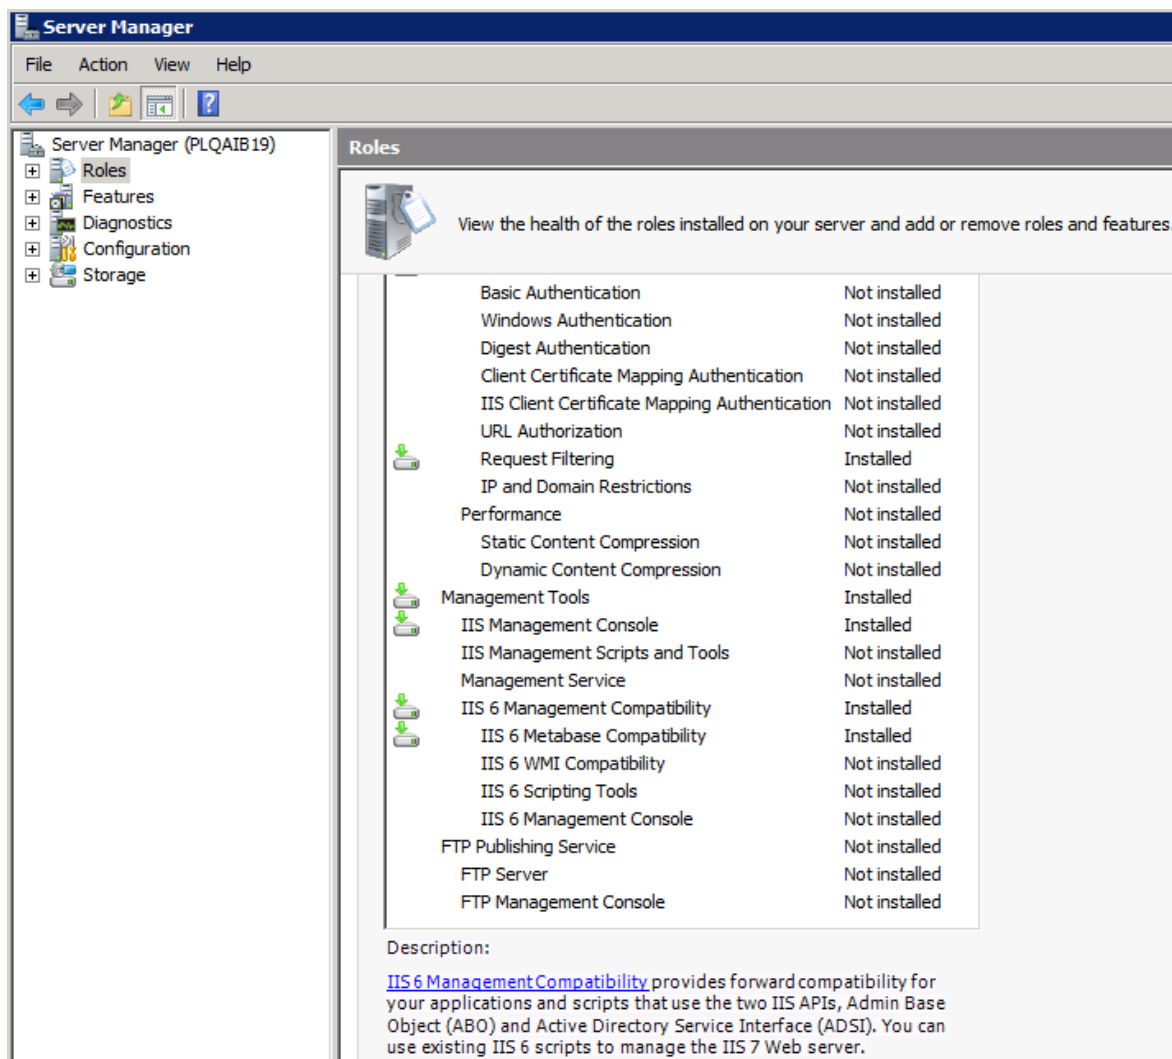 Server Manager
File Action View Help
Server Manager (PLQAIB19)
Roles
Features
Diagnostics
Configuration
Storage
Roles
View the health of the roles installed on your server and add or remove roles and features.
Basic Authentication Not installed
Windows Authentication Not installed
Digest Authentication Not installed
Client Certificate Mapping Authentication Not installed
IIS Client Certificate Mapping Authentication Not installed
URL Authorization Not installed
Request Filtering Installed
IP and Domain Restrictions Not installed
Performance Not installed
Static Content Compression Not installed
Dynamic Content Compression Not installed
Management Tools Installed
IIS Management Console Installed
IIS Management Scripts and Tools Not installed
Management Service Not installed
IIS 6 Management Compatibility Installed
IIS 6 Metabase Compatibility Installed
IIS 6 WMI Compatibility Not installed
IIS 6 Scripting Tools Not installed
IIS 6 Management Console Not installed
FTP Publishing Service Not installed
FTP Server Not installed
FTP Management Console Not installed
Description:
IIS 6 Management Compatibility provides forward compatibility for
your applications and scripts that use the two IIS APIs, Admin Base
Object (ABO) and Active Directory Service Interface (ADSI). You can
use existing IIS 6 scripts to manage the IIS 7 Web server.